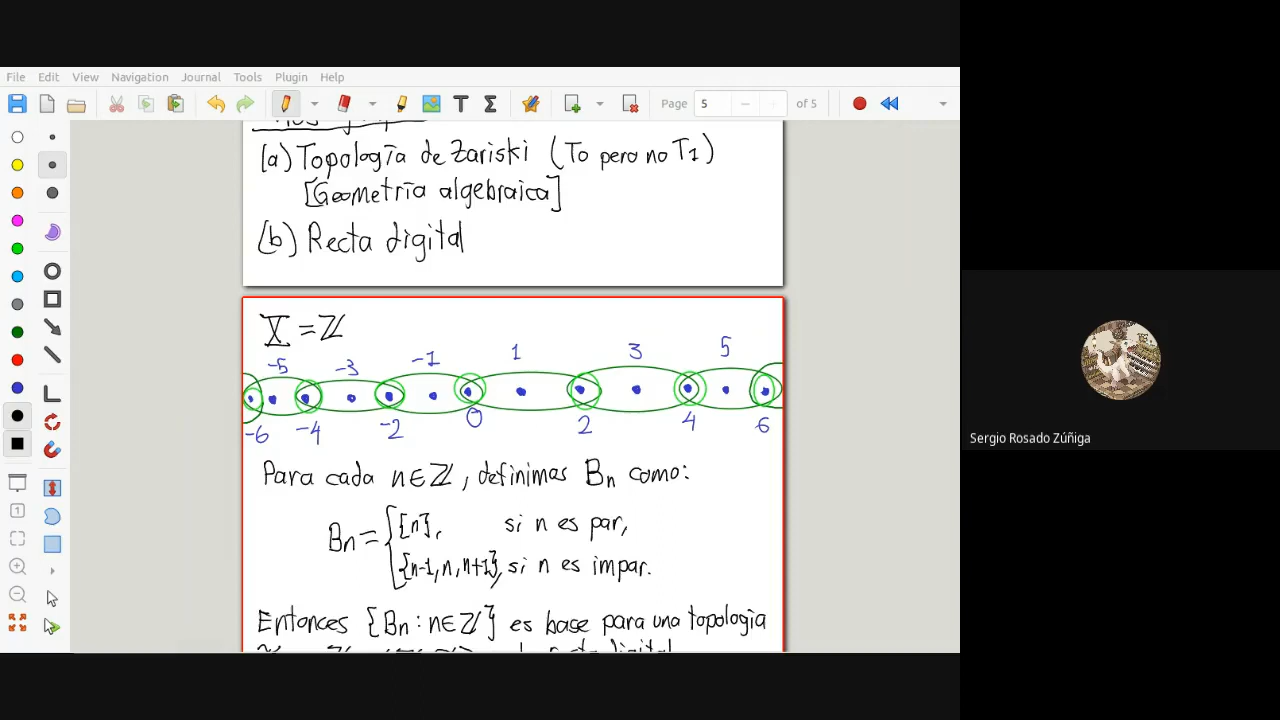 File Edit View Navigation Journal Tools Plugin Help
Page 5 of 5
(a) Topología de Zariski (To pero no T1)
[Geometría algebraica]
(b) Recta digital
X = ℤ
-5 -3 -1 1 3 5
-6 -4 -2 0 2 4 6
Para cada n∈ℤ, definimas Bn como:
Bn = { {n}, si n es par,
{n-1, n, n+1}, si n es impar.
Entonces {Bn : n∈ℤ} es base para una topología
Sergio Rosado Zúñiga